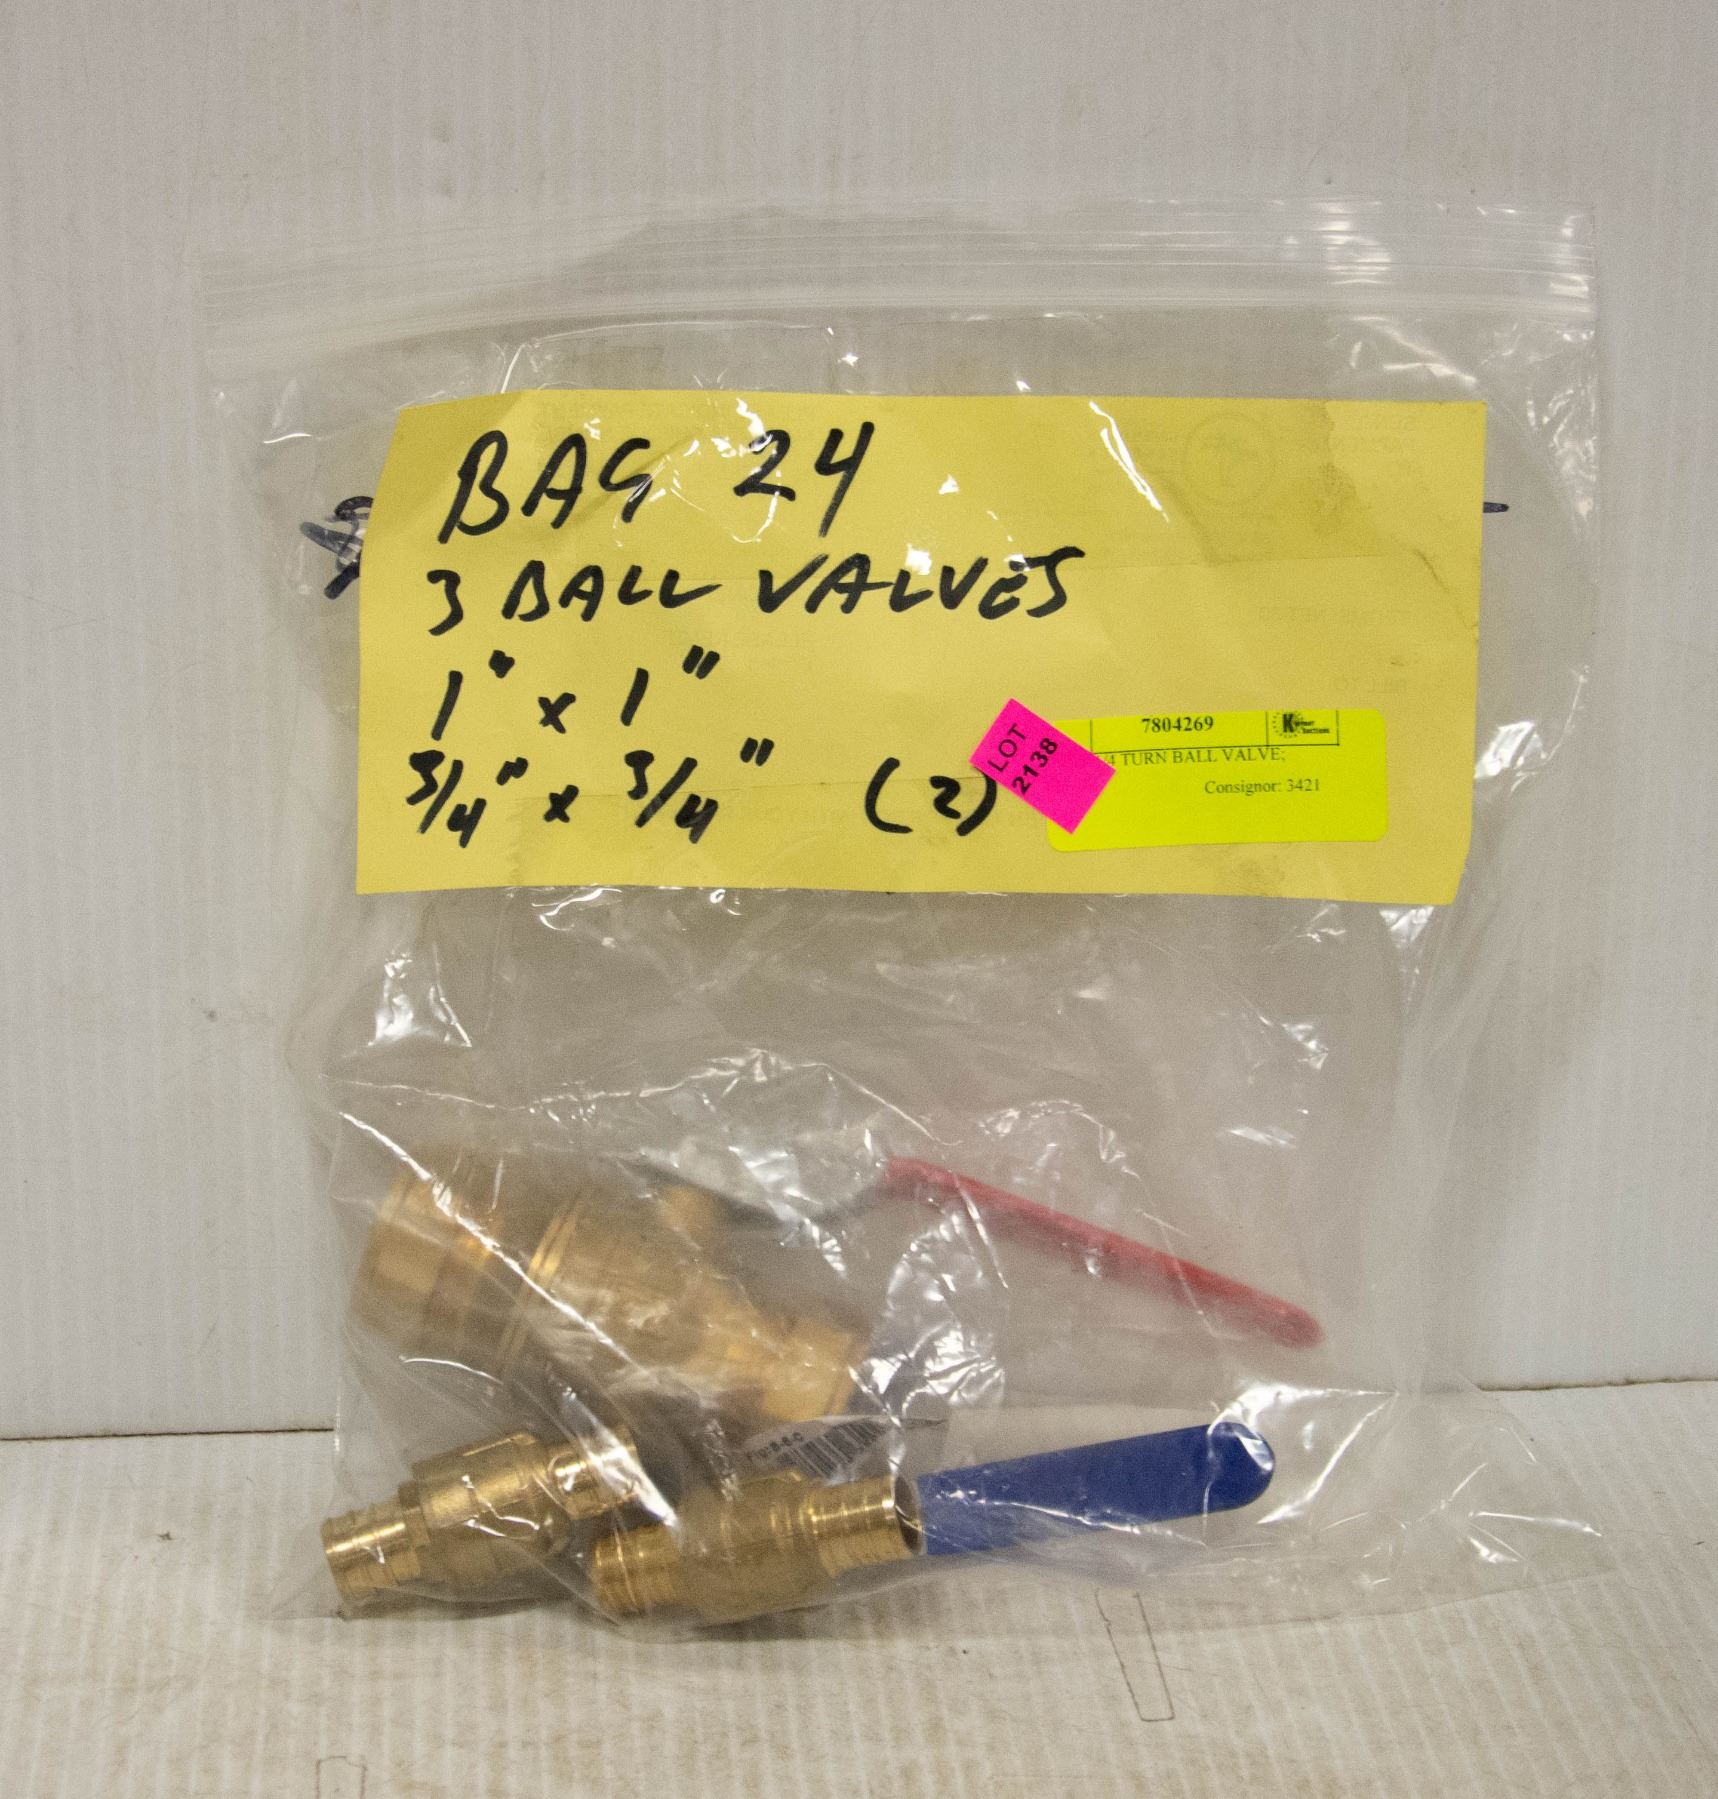 BAG 24
3 BALL VALVES
1" x 1"
3/4" x 3/4" (2)
LOT
2138
7804269
/4 TURN BALL VALVE;
Consignor: 3421